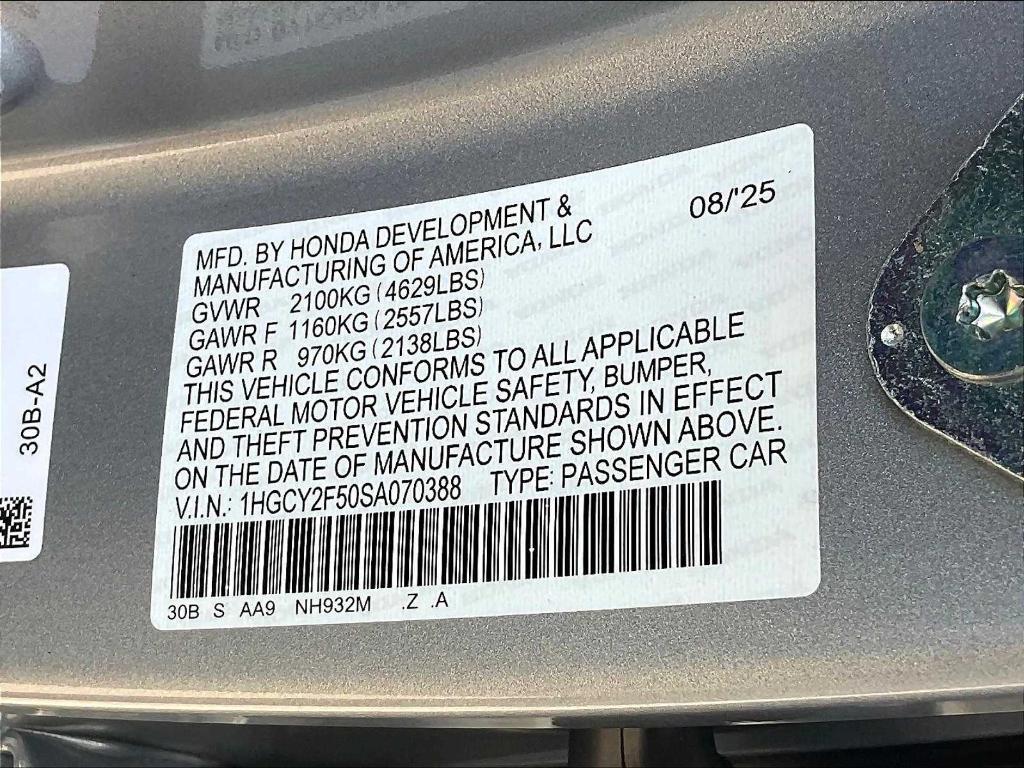 MFD. BY HONDA DEVELOPMENT &
MANUFACTURING OF AMERICA, LLC
08/'25
GVWR 2100KG (4629LBS)
GAWR F 1160KG (2557LBS)
GAWR R 970KG (2138LBS)
THIS VEHICLE CONFORMS TO ALL APPLICABLE
FEDERAL MOTOR VEHICLE SAFETY, BUMPER,
AND THEFT PREVENTION STANDARDS IN EFFECT
ON THE DATE OF MANUFACTURE SHOWN ABOVE.
V.I.N.: 1HGCY2F50SA070388 TYPE: PASSENGER CAR
30B S AA9 NH932M .Z .A
30B-A2